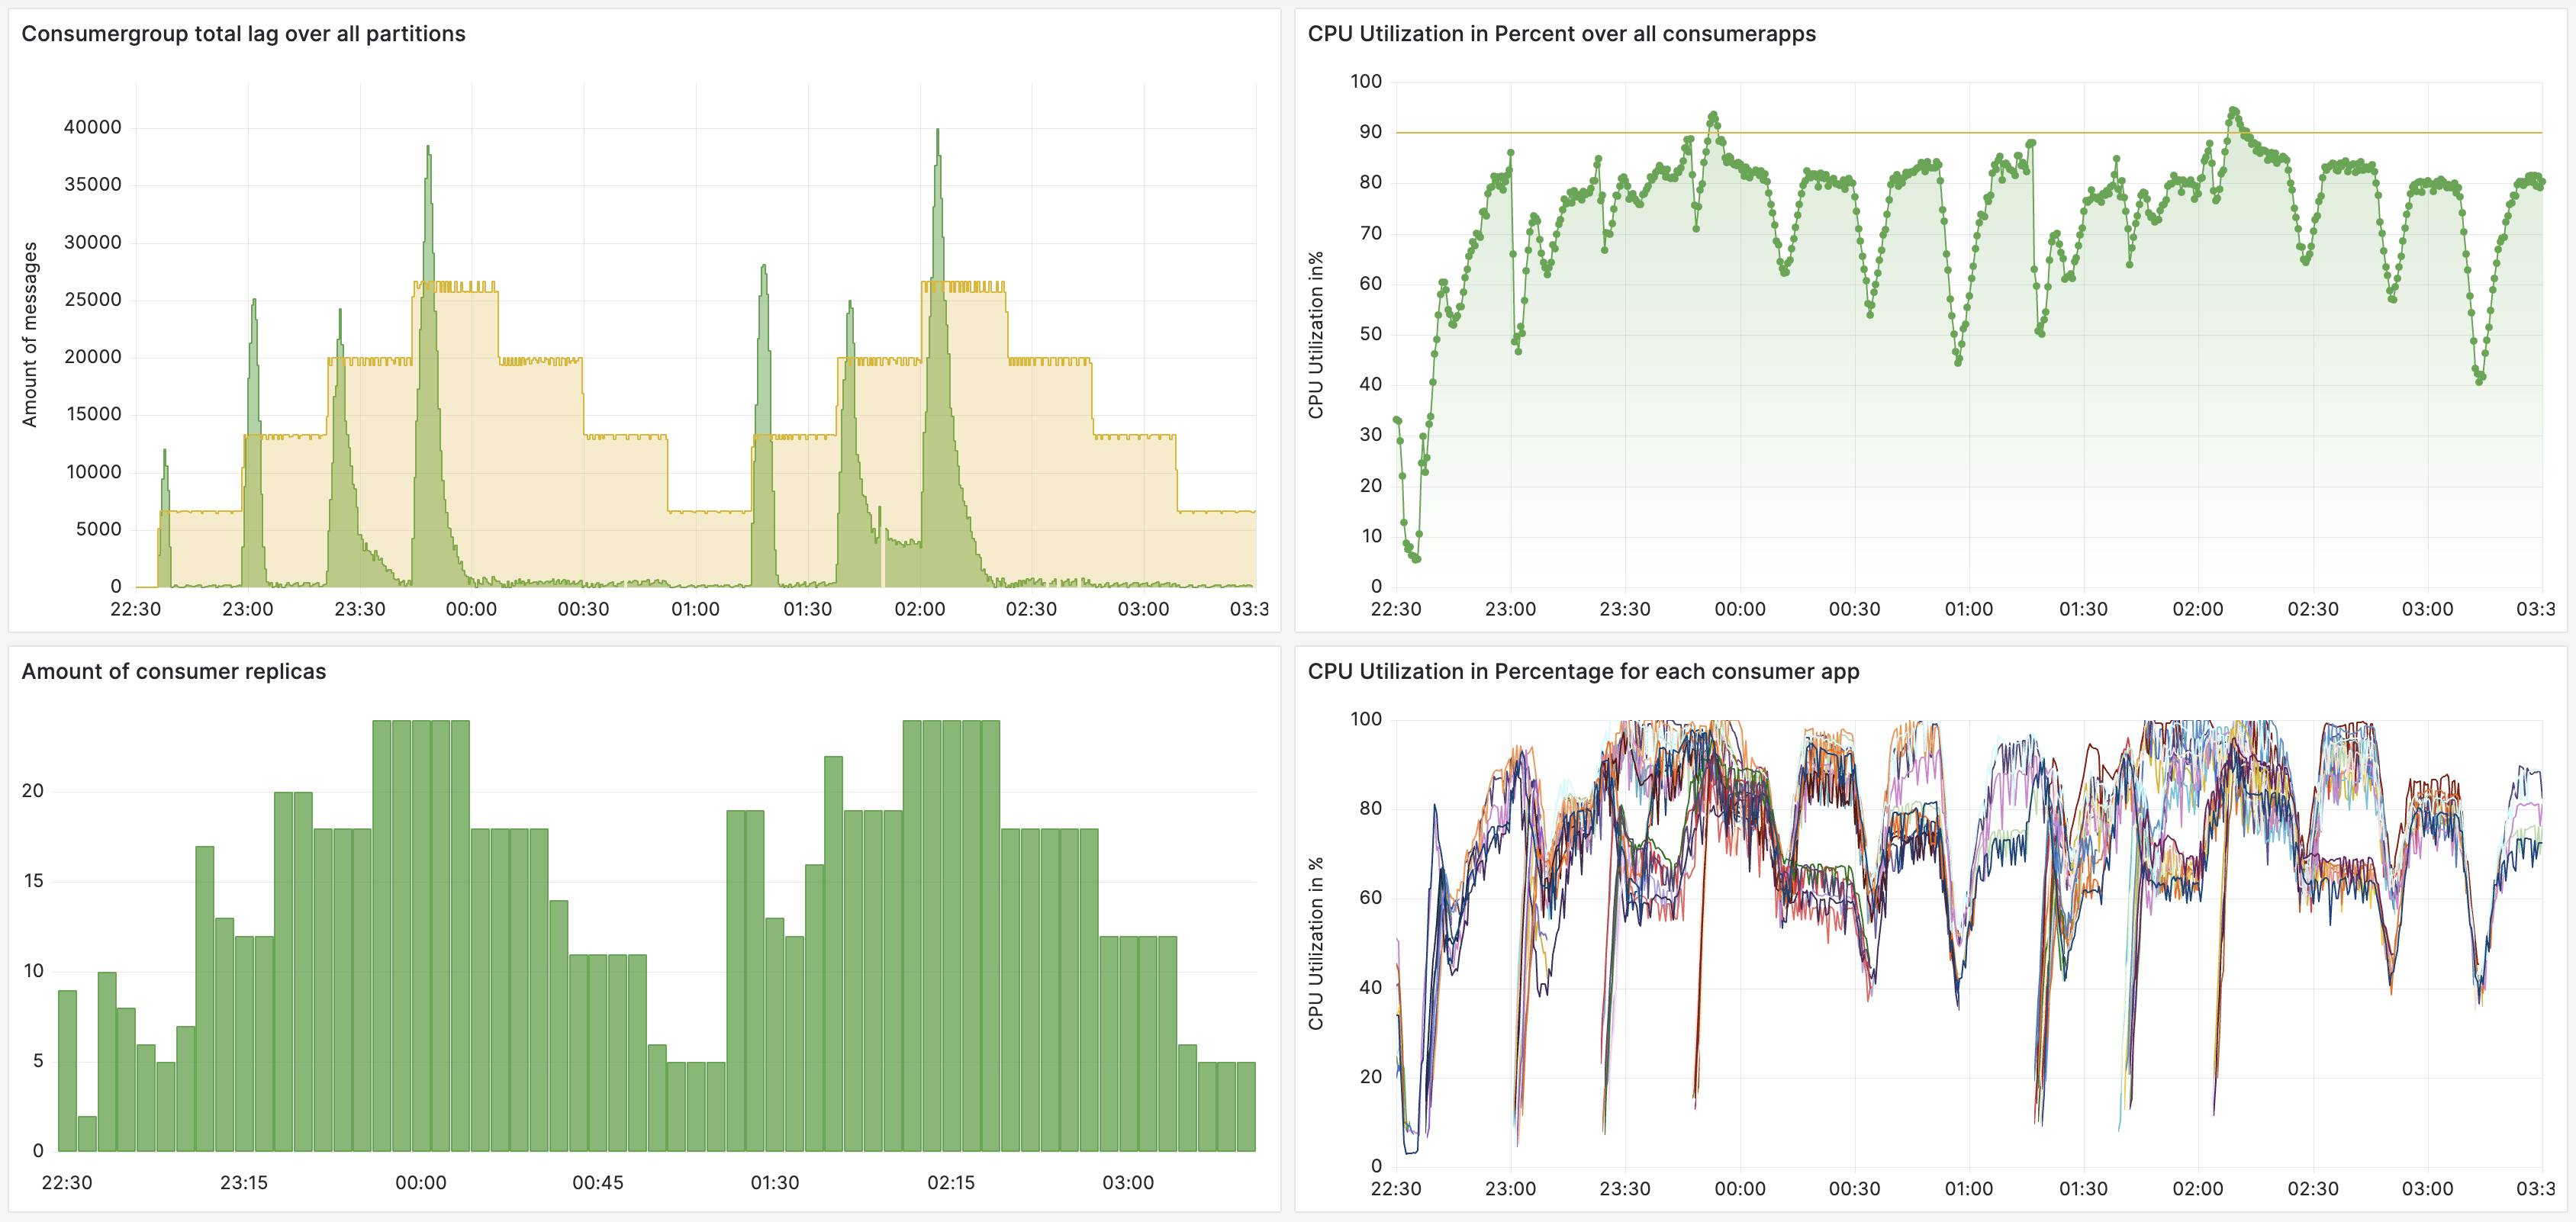 Consumergroup total lag over all partitions
Amount of messages
40000
35000
30000
25000
20000
15000
10000
5000
0
22:30 23:00 23:30 00:00 00:30 01:00 01:30 02:00 02:30 03:00 03:3
CPU Utilization in Percent over all consumerapps
CPU Utilization in%
100
90
80
70
60
50
40
30
20
10
0
22:30 23:00 23:30 00:00 00:30 01:00 01:30 02:00 02:30 03:00 03:3
Amount of consumer replicas
20
15
10
5
0
22:30 23:15 00:00 00:45 01:30 02:15 03:00
CPU Utilization in Percentage for each consumer app
CPU Utilization in %
100
80
60
40
20
0
22:30 23:00 23:30 00:00 00:30 01:00 01:30 02:00 02:30 03:00 03:3